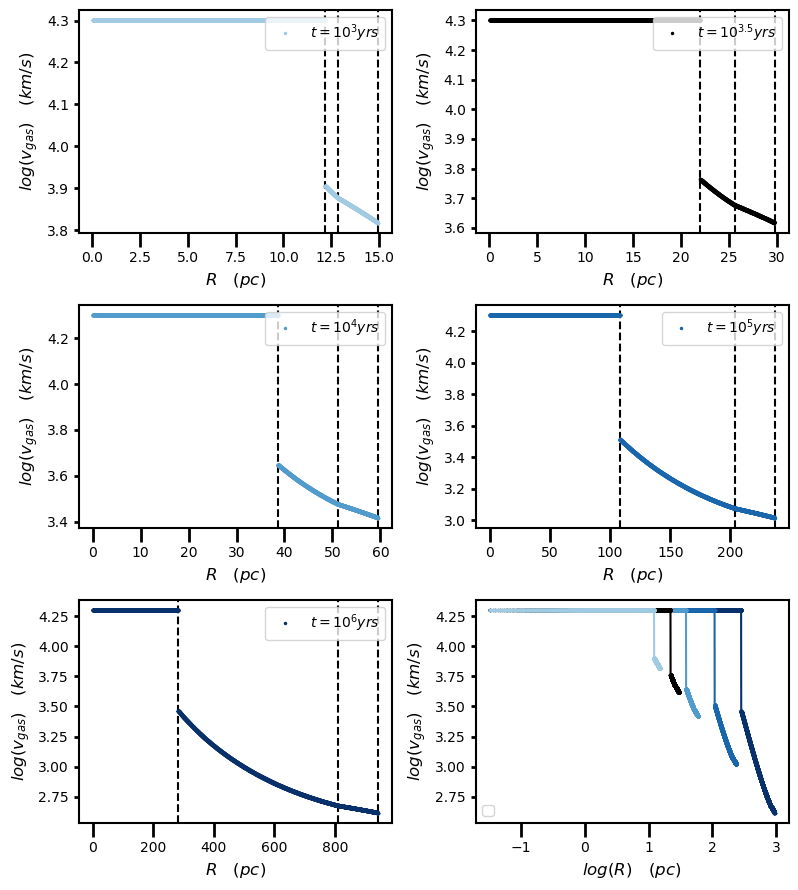 4.3
4.2
4.1
4.0
3.9
3.8
log(v_gas) (km/s)
t = 10^3 yrs
0.0 2.5 5.0 7.5 10.0 12.5 15.0
R (pc)
4.3
4.2
4.1
4.0
3.9
3.8
3.7
3.6
log(v_gas) (km/s)
t = 10^3.5 yrs
0 5 10 15 20 25 30
R (pc)
4.2
4.0
3.8
3.6
3.4
log(v_gas) (km/s)
t = 10^4 yrs
0 10 20 30 40 50 60
R (pc)
4.2
4.0
3.8
3.6
3.4
3.2
3.0
log(v_gas) (km/s)
t = 10^5 yrs
0 50 100 150 200
R (pc)
4.25
4.00
3.75
3.50
3.25
3.00
2.75
log(v_gas) (km/s)
t = 10^6 yrs
0 200 400 600 800
R (pc)
4.25
4.00
3.75
3.50
3.25
3.00
2.75
log(v_gas) (km/s)
−1 0 1 2 3
log(R) (pc)